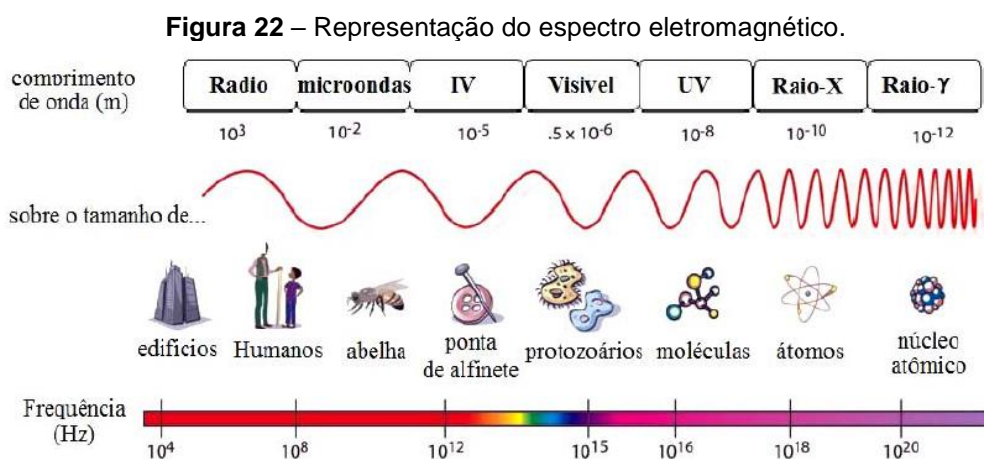 Figura 22 – Representação do espectro eletromagnético.
comprimento de onda (m)
Radio microondas IV Visivel UV Raio-X Raio-γ
10³ 10⁻² 10⁻⁵ .5 × 10⁻⁶ 10⁻⁸ 10⁻¹⁰ 10⁻¹²
sobre o tamanho de...
edificios Humanos abelha ponta de alfinete protozoários moléculas átomos núcleo atômico
Frequência (Hz)
10⁴ 10⁸ 10¹² 10¹⁵ 10¹⁶ 10¹⁸ 10²⁰